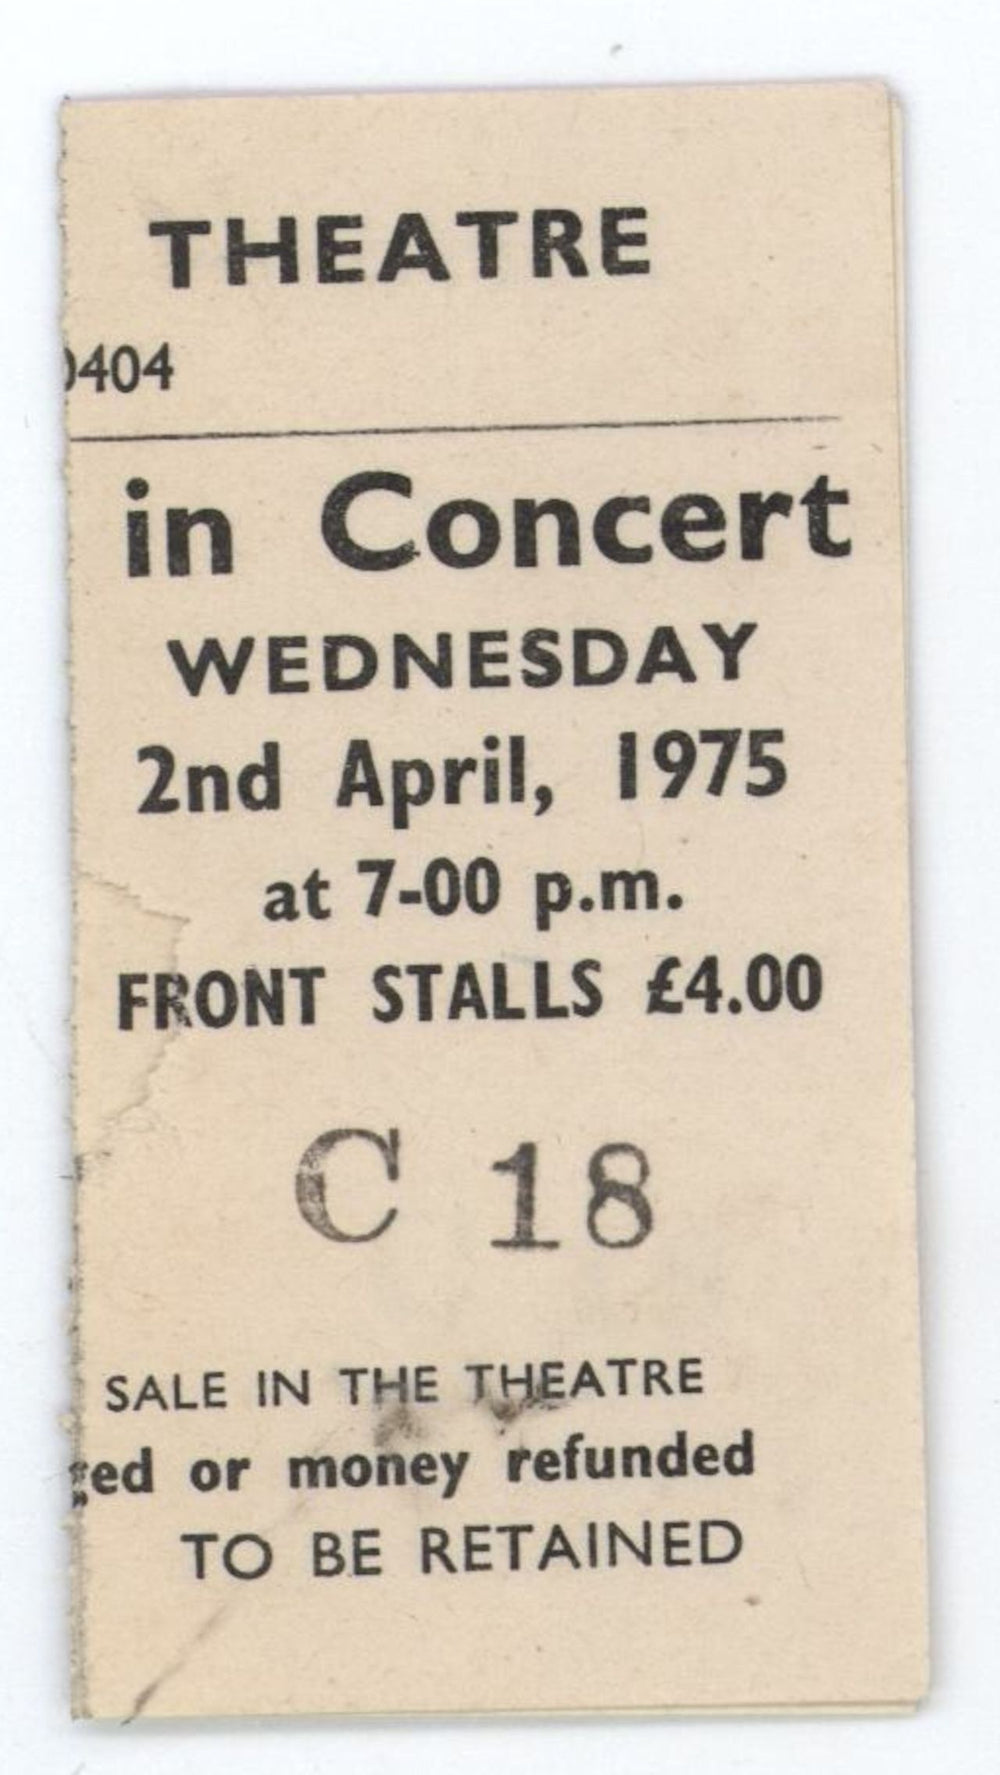 THEATRE
0404
in Concert
WEDNESDAY
2nd April, 1975
at 7-00 p.m.
FRONT STALLS £4.00
C 18
SALE IN THE THEATRE
ged or money refunded
TO BE RETAINED